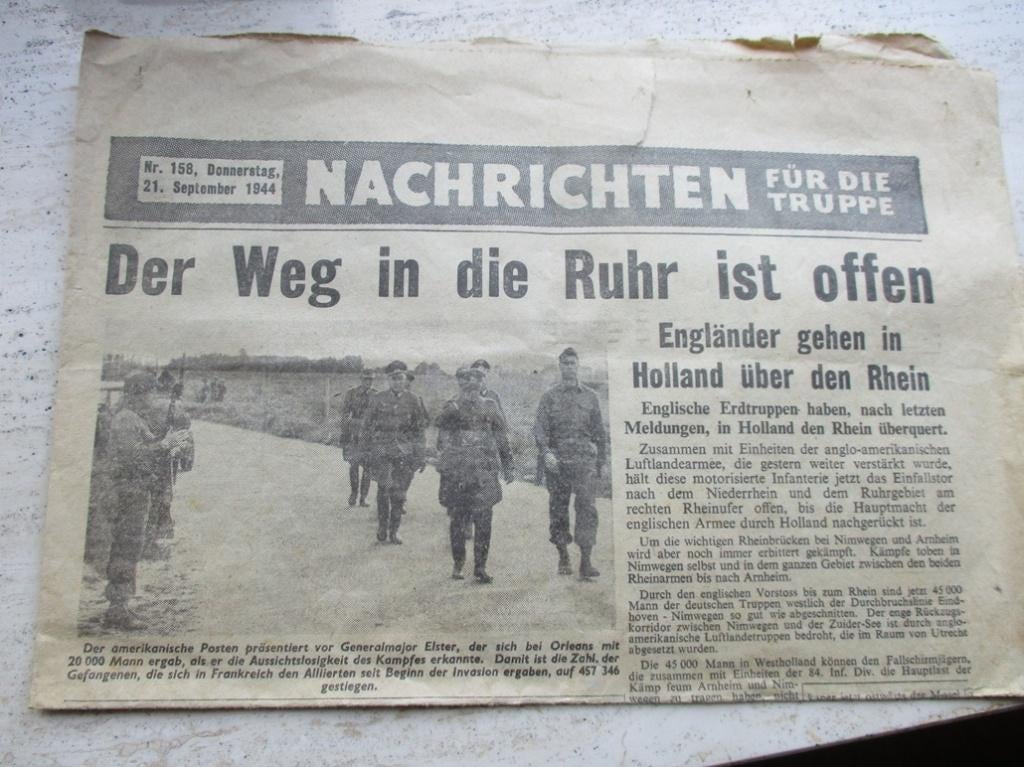 Nr. 158, Donnerstag,
21. September 1944
NACHRICHTEN
FÜR DIE
TRUPPE
Der Weg in die Ruhr ist offen
Engländer gehen in
Holland über den Rhein
Englische Erdtruppen haben, nach letzten
Meldungen, in Holland den Rhein überquert.
Zusammen mit Einheiten der anglo-amerikanischen
Luftlandearmee, die gestern weiter verstärkt wurde,
hält diese motorisierte Infanterie jetzt das Einfallstor
nach dem Niederrhein und dem Ruhrgebiet am
rechten Rheinufer offen, bis die Hauptmacht der
englischen Armee durch Holland nachgerückt ist.
Um die wichtigen Rheinbrücken bei Nimwegen und Arnheim
wird aber noch immer erbittert gekämpft. Kämpfe toben in
Nimwegen selbst und in dem ganzen Gebiet zwischen den beiden
Rheinarmen bis nach Arnheim.
Durch den englischen Vorstoss bis zum Rhein sind jetzt 45 000
Mann der deutschen Truppen westlich der Durchbruchslinie Eind-
hoven - Nimwegen so gut wie abgeschnitten. Der enge Rückzugs-
korridor zwischen Nimwegen und der Zuider-See ist durch anglo-
amerikanische Luftlandetruppen bedroht, die im Raum von Utrecht
abgesetzt wurden.
Die 45 000 Mann in Westholland können den Fallschirmjägern,
die zusammen mit Einheiten der 84. Inf. Div. die Hauptlast der
Kämp feum Arnheim und Nim-
wegen zu tragen haben, nicht
Der amerikanische Posten präsentiert vor Generalmajor Elster, der sich bei Orleans mit
20 000 Mann ergab, als er die Aussichtslosigkeit des Kampfes erkannte. Damit ist die Zahl, der
Gefangenen, die sich in Frankreich den Alliierten seit Beginn der Invasion ergaben, auf 457 346
gestiegen.